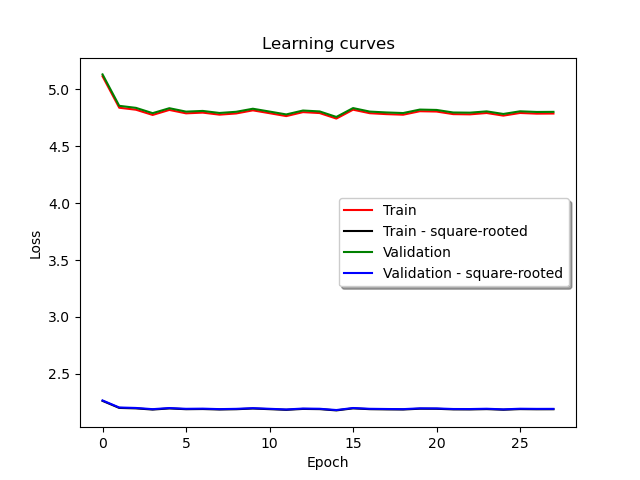 Learning curves
5.0
4.5
4.0
3.5
3.0
2.5
Loss
Train
Train - square-rooted
Validation
Validation - square-rooted
0 5 10 15 20 25
Epoch